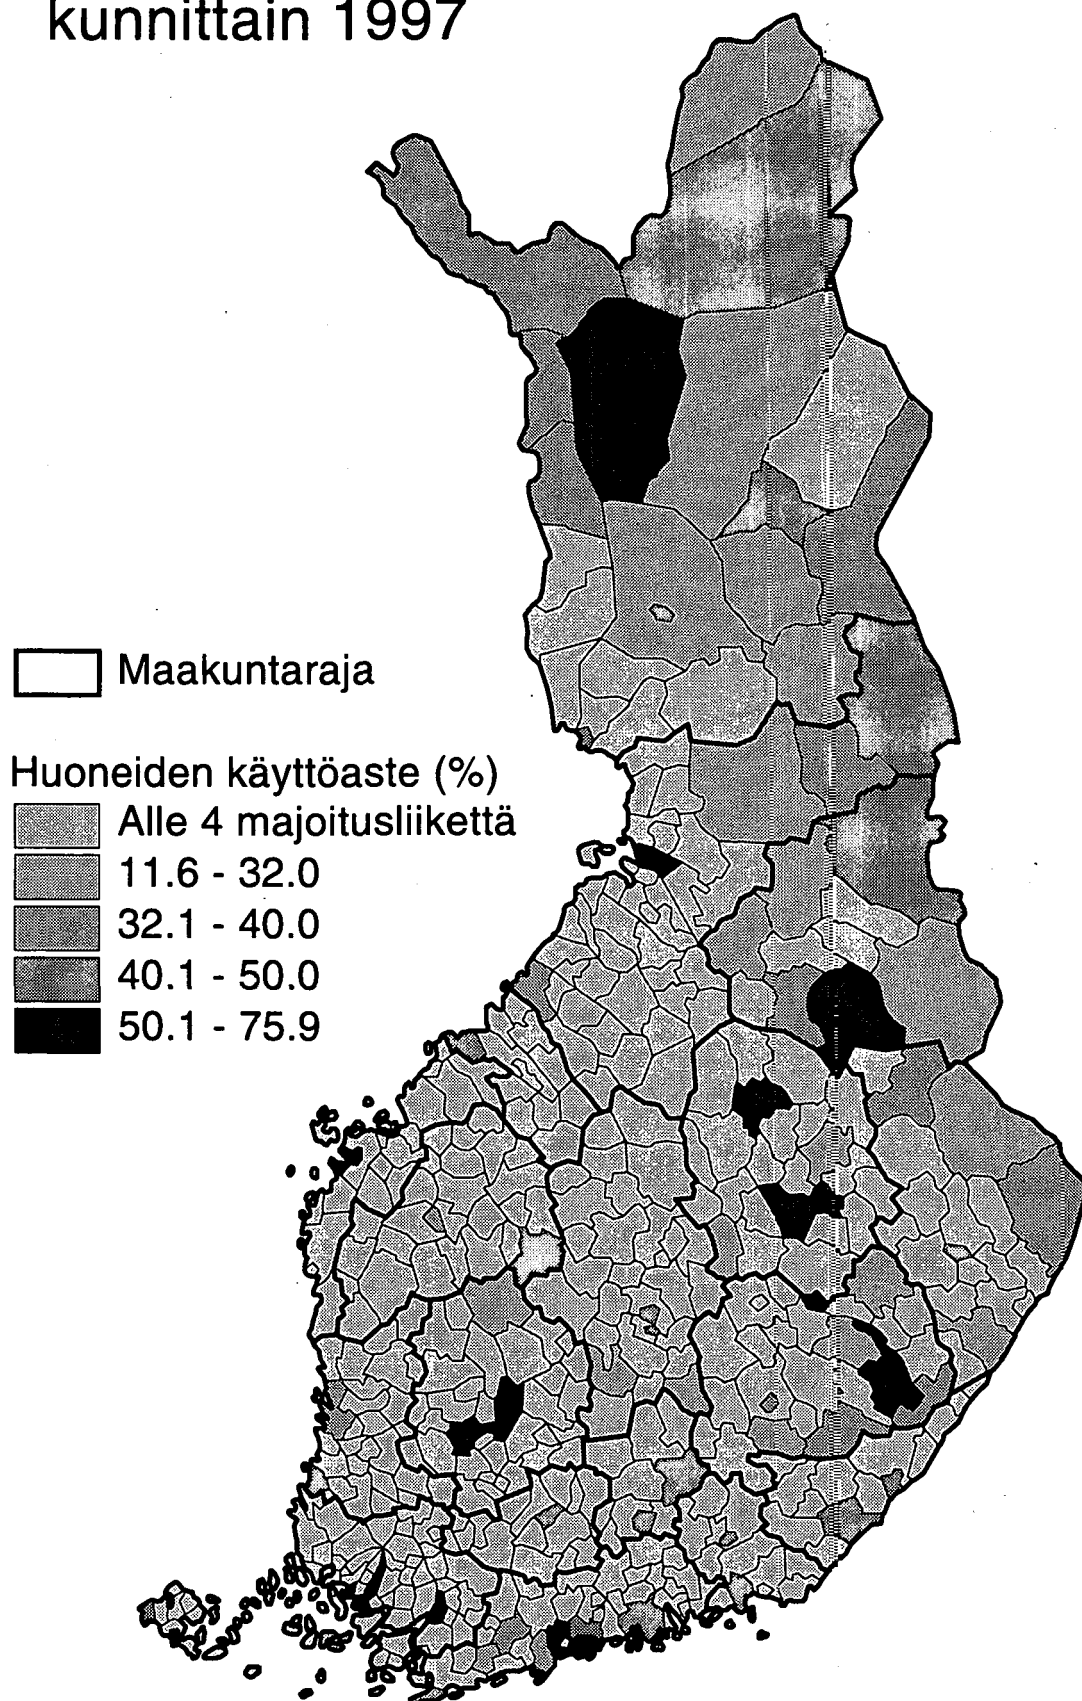 kunnittain 1997
Maakuntaraja
Huoneiden käyttöaste (%)
Alle 4 majoitusliikettä
11.6 - 32.0
32.1 - 40.0
40.1 - 50.0
50.1 - 75.9